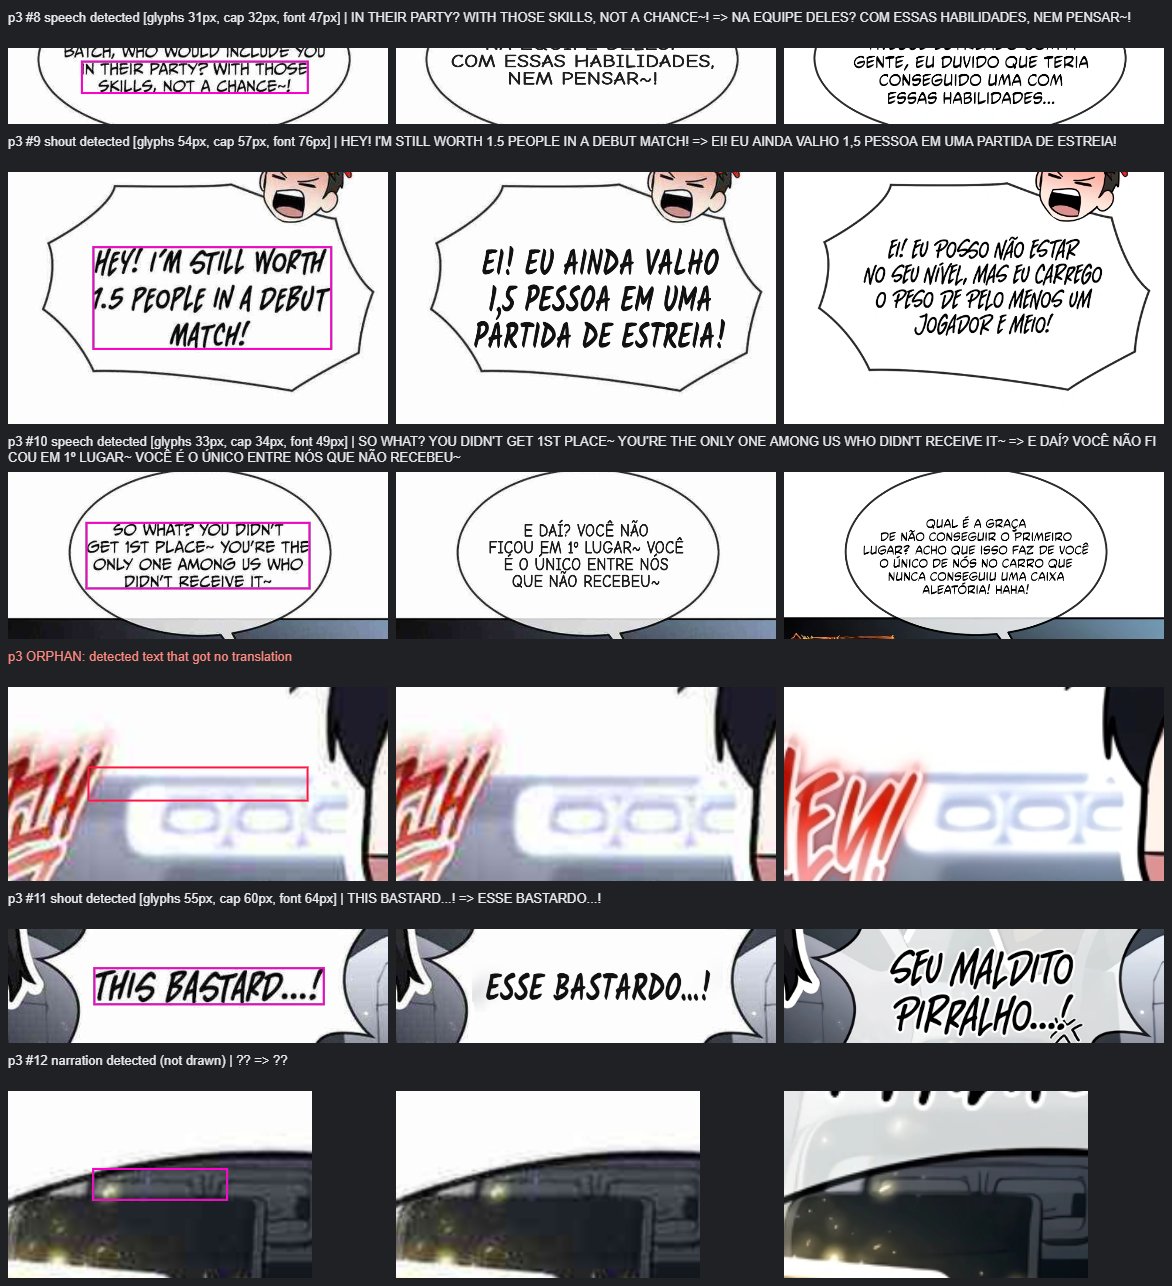 p3 #8 speech detected [glyphs 31px, cap 32px, font 47px] | IN THEIR PARTY? WITH THOSE SKILLS, NOT A CHANCE~! => NA EQUIPE DELES? COM ESSAS HABILIDADES, NEM PENSAR~!
BATCH, WHO WOULD INCLUDE YOU
IN THEIR PARTY? WITH THOSE
SKILLS, NOT A CHANCE~!
NA EQUIPE DELES?
COM ESSAS HABILIDADES,
NEM PENSAR~!
GENTE, EU DUVIDO QUE TERIA
CONSEGUIDO UMA COM
ESSAS HABILIDADES...
p3 #9 shout detected [glyphs 54px, cap 57px, font 76px] | HEY! I'M STILL WORTH 1.5 PEOPLE IN A DEBUT MATCH! => EI! EU AINDA VALHO 1,5 PESSOA EM UMA PARTIDA DE ESTREIA!
HEY! I'M STILL WORTH
1.5 PEOPLE IN A DEBUT
MATCH!
EI! EU AINDA VALHO
1,5 PESSOA EM UMA
PARTIDA DE ESTREIA!
EI! EU POSSO NÃO ESTAR
NO SEU NÍVEL, MAS EU CARREGO
O PESO DE PELO MENOS UM
JOGADOR E MEIO!
p3 #10 speech detected [glyphs 33px, cap 34px, font 49px] | SO WHAT? YOU DIDN'T GET 1ST PLACE~ YOU'RE THE ONLY ONE AMONG US WHO DIDN'T RECEIVE IT~ => E DAÍ? VOCÊ NÃO FI
COU EM 1º LUGAR~ VOCÊ É O ÚNICO ENTRE NÓS QUE NÃO RECEBEU~
SO WHAT? YOU DIDN'T
GET 1ST PLACE~ YOU'RE THE
ONLY ONE AMONG US WHO
DIDN'T RECEIVE IT~
E DAÍ? VOCÊ NÃO
FICOU EM 1º LUGAR~ VOCÊ
É O ÚNICO ENTRE NÓS
QUE NÃO RECEBEU~
QUAL É A GRAÇA
DE NÃO CONSEGUIR O PRIMEIRO
LUGAR? ACHO QUE ISSO FAZ DE VOCÊ
O ÚNICO DE NÓS NO CARRO QUE
NUNCA CONSEGUIU UMA CAIXA
ALEATÓRIA! HAHA!
p3 ORPHAN: detected text that got no translation
HEY!
p3 #11 shout detected [glyphs 55px, cap 60px, font 64px] | THIS BASTARD...! => ESSE BASTARDO...!
THIS BASTARD...!
ESSE BASTARDO...!
SEU MALDITO
PIRRALHO...!
p3 #12 narration detected (not drawn) | ?? => ??